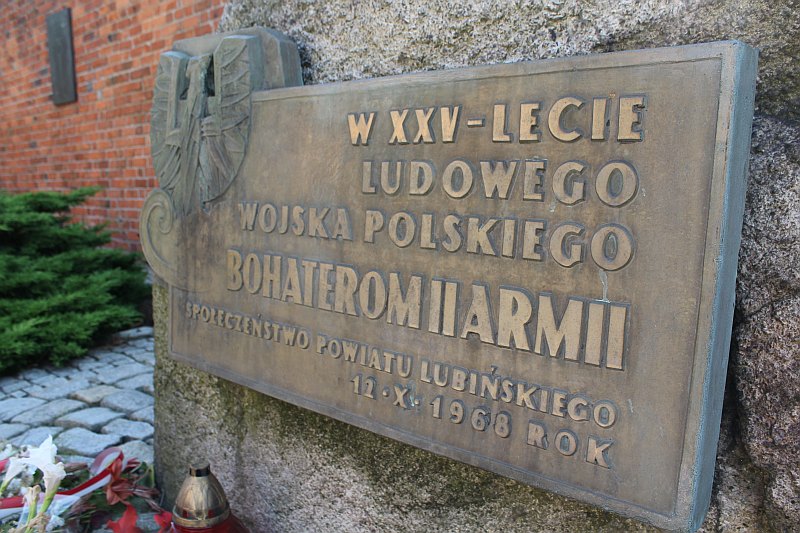 W XXV-LECIE
LUDOWEGO
WOJSKA POLSKIEGO
BOHATEROM II ARMII
SPOŁECZEŃSTWO POWIATU LUBIŃSKIEGO
12·X·1968 ROK